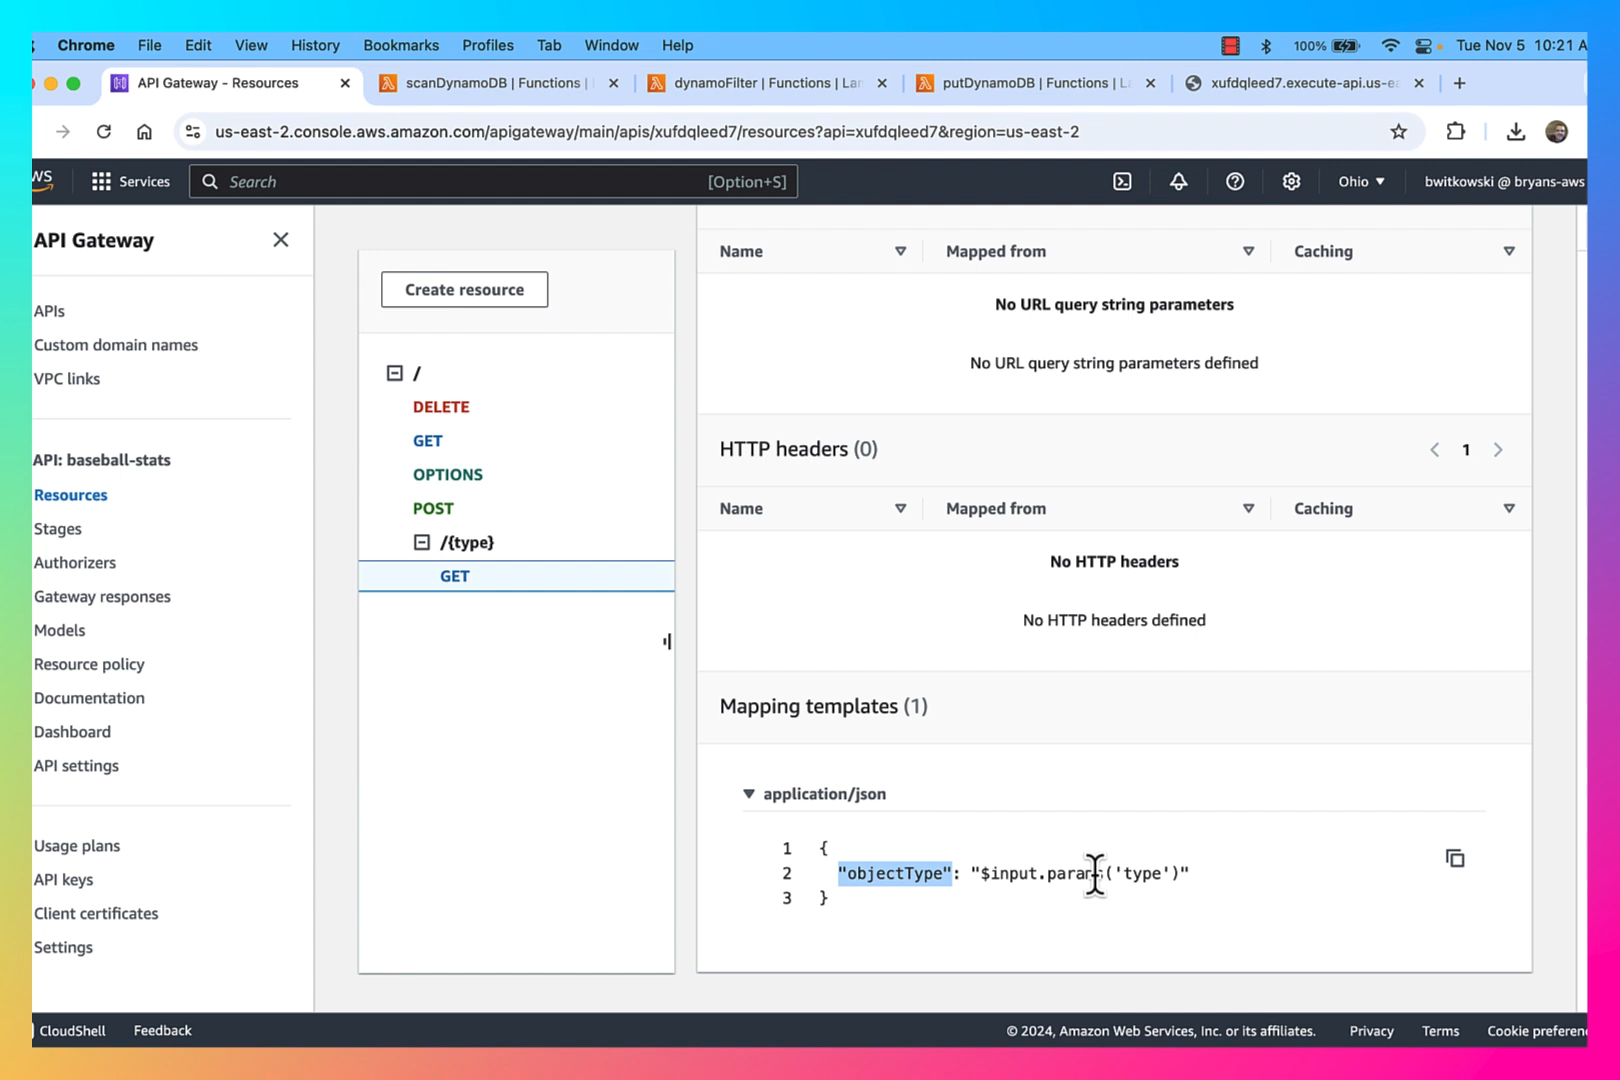 Chrome File Edit View History Bookmarks Profiles Tab Window Help 100% Tue Nov 5 10:21 A
API Gateway - Resources scanDynamoDB | Functions | dynamoFilter | Functions | Lan putDynamoDB | Functions | La xufdqleed7.execute-api.us-ea
us-east-2.console.aws.amazon.com/apigateway/main/apis/xufdqleed7/resources?api=xufdqleed7&region=us-east-2
Services Search [Option+S] Ohio ▼ bwitkowski @ bryans-aws
API Gateway
APIs
Custom domain names
VPC links
API: baseball-stats
Resources
Stages
Authorizers
Gateway responses
Models
Resource policy
Documentation
Dashboard
API settings
Usage plans
API keys
Client certificates
Settings
Create resource
/
DELETE
GET
OPTIONS
POST
/{type}
GET
Name Mapped from Caching
No URL query string parameters
No URL query string parameters defined
HTTP headers (0) 1
Name Mapped from Caching
No HTTP headers
No HTTP headers defined
Mapping templates (1)
application/json
1 {
2 "objectType": "$input.params('type')"
3 }
CloudShell Feedback © 2024, Amazon Web Services, Inc. or its affiliates. Privacy Terms Cookie preferen